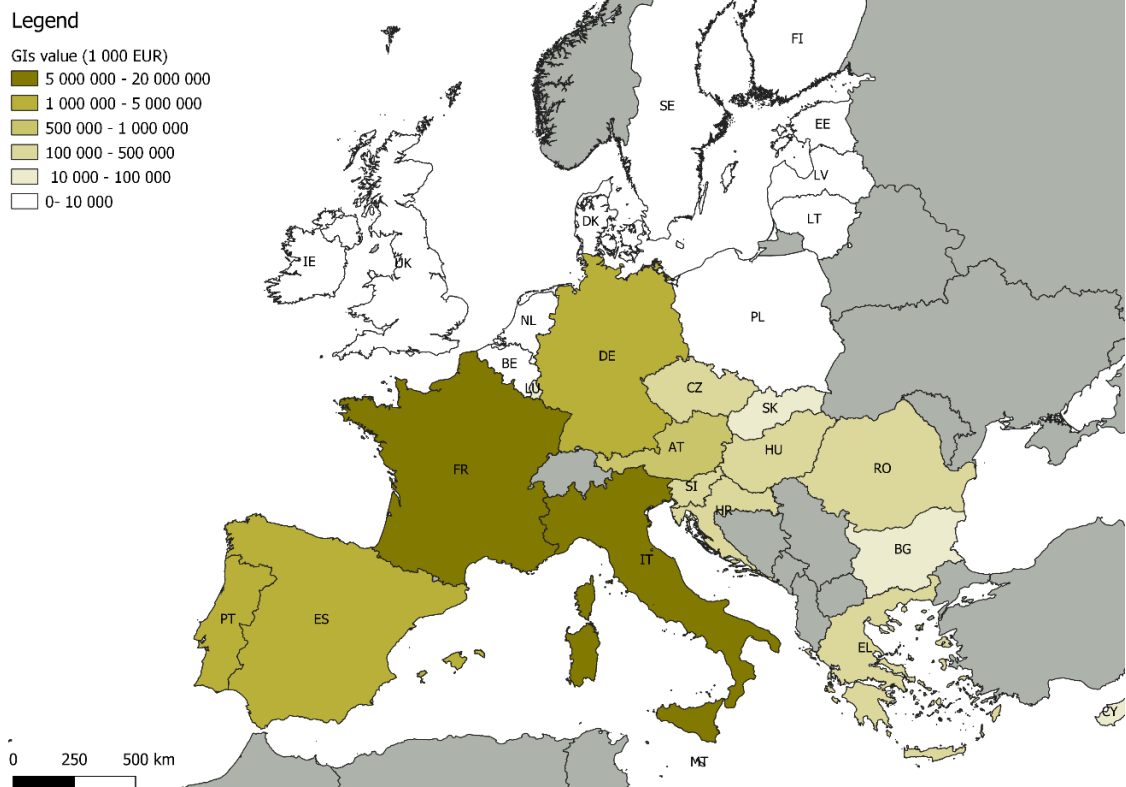 Legend
GIs value (1 000 EUR)
5 000 000 - 20 000 000
1 000 000 - 5 000 000
500 000 - 1 000 000
100 000 - 500 000
10 000 - 100 000
0- 10 000
FI
SE
EE
LV
LT
DK
IE
UK
NL
PL
BE
DE
LU
CZ
SK
AT
HU
FR
RO
SI
HR
BG
IT
PT
ES
EL
CY
MT
0 250 500 km